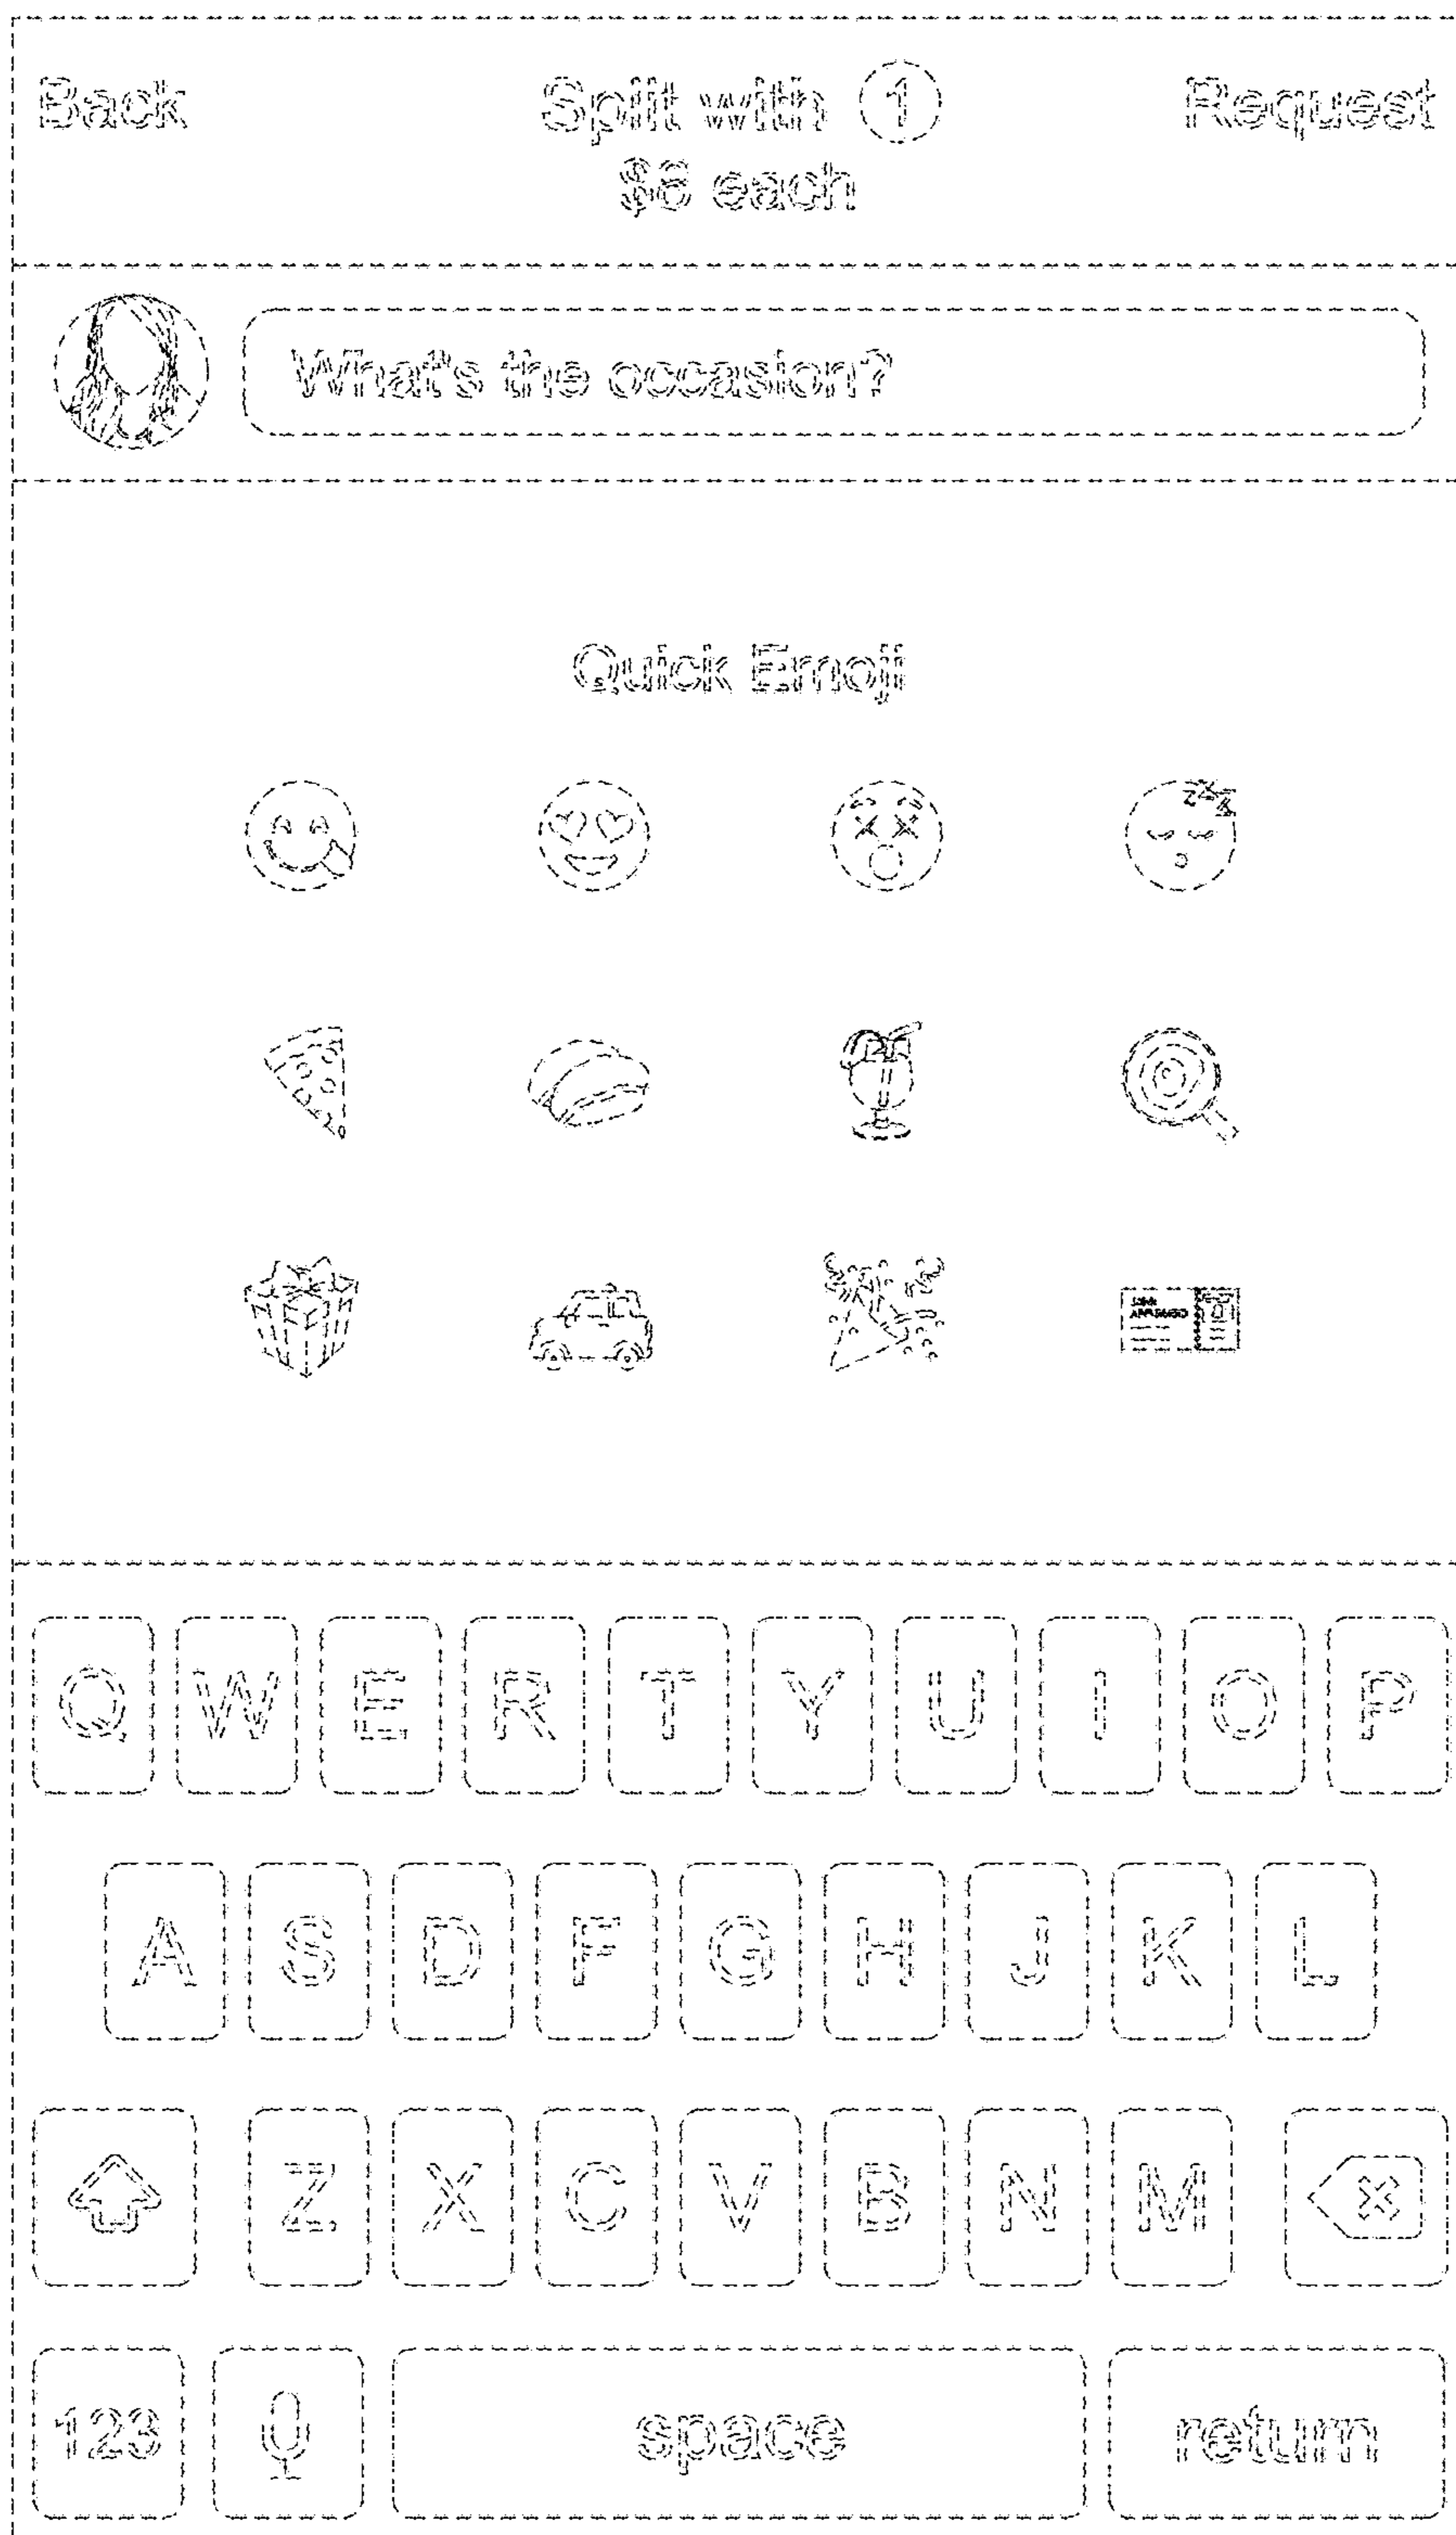 Back Split with 1 Request
$8 each
What's the occasion?
Quick Emoji
Q W E R T Y U I O P
A S D F G H J K L
Z X C V B N M
123 space return